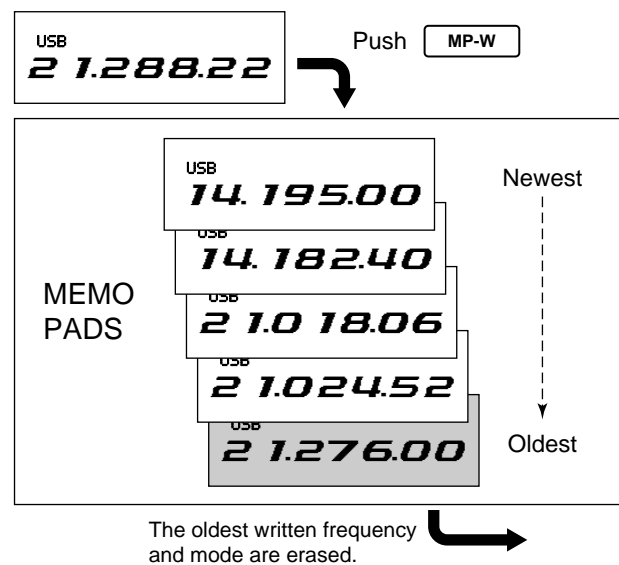 USB
21.288.22
Push MP-W
USB
14.195.00
Newest
USB
14.182.40
MEMO
PADS
USB
21.018.06
USB
21.024.52
USB
21.276.00
Oldest
The oldest written frequency
and mode are erased.